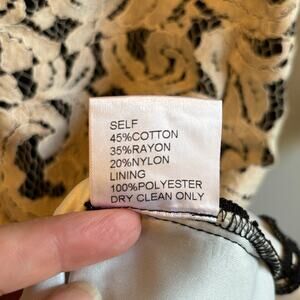 SELF
45%COTTON
35%RAYON
20%NYLON
LINING
100%POLYESTER
DRY CLEAN ONLY